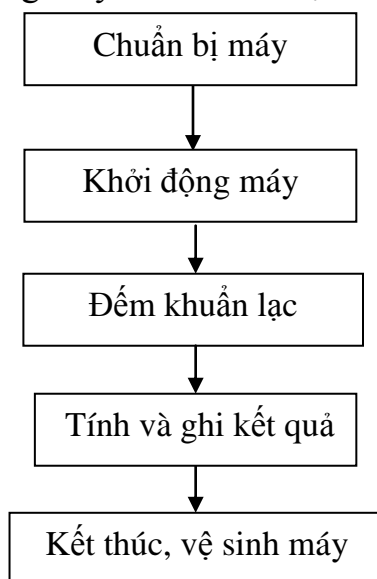 Chuẩn bị máy
Khởi động máy
Đếm khuẩn lạc
Tính và ghi kết quả
Kết thúc, vệ sinh máy